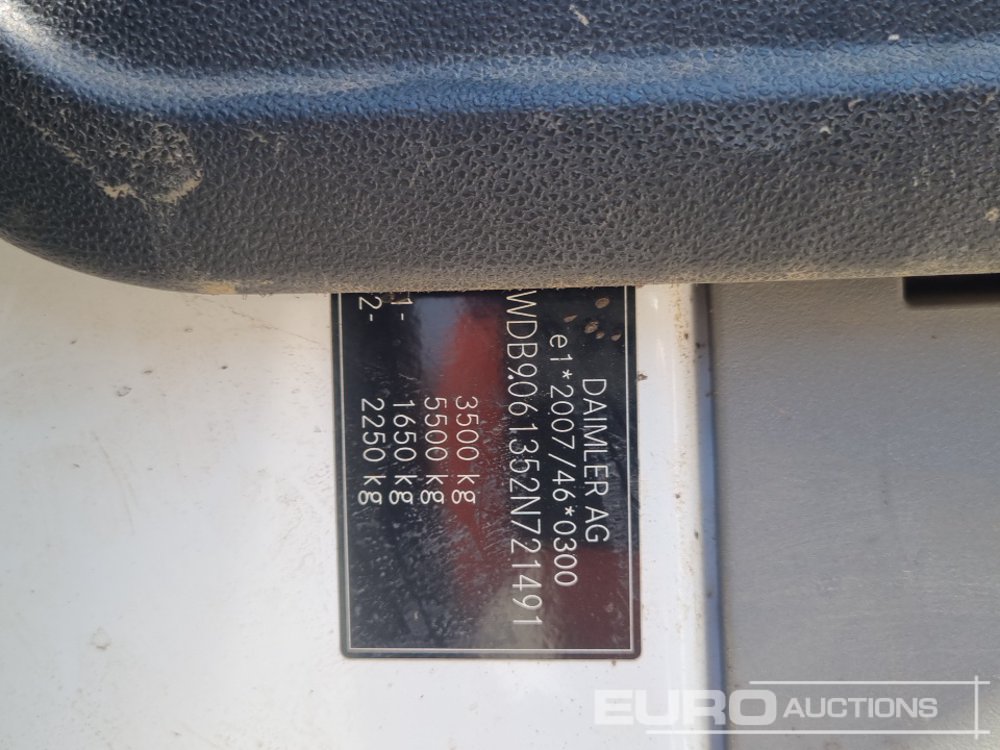 DAIMLER AG
e1*2007/46*0300
WDB9061352N721491
3500 kg
5500 kg
1- 1650 kg
2- 2250 kg
EURO AUCTIONS